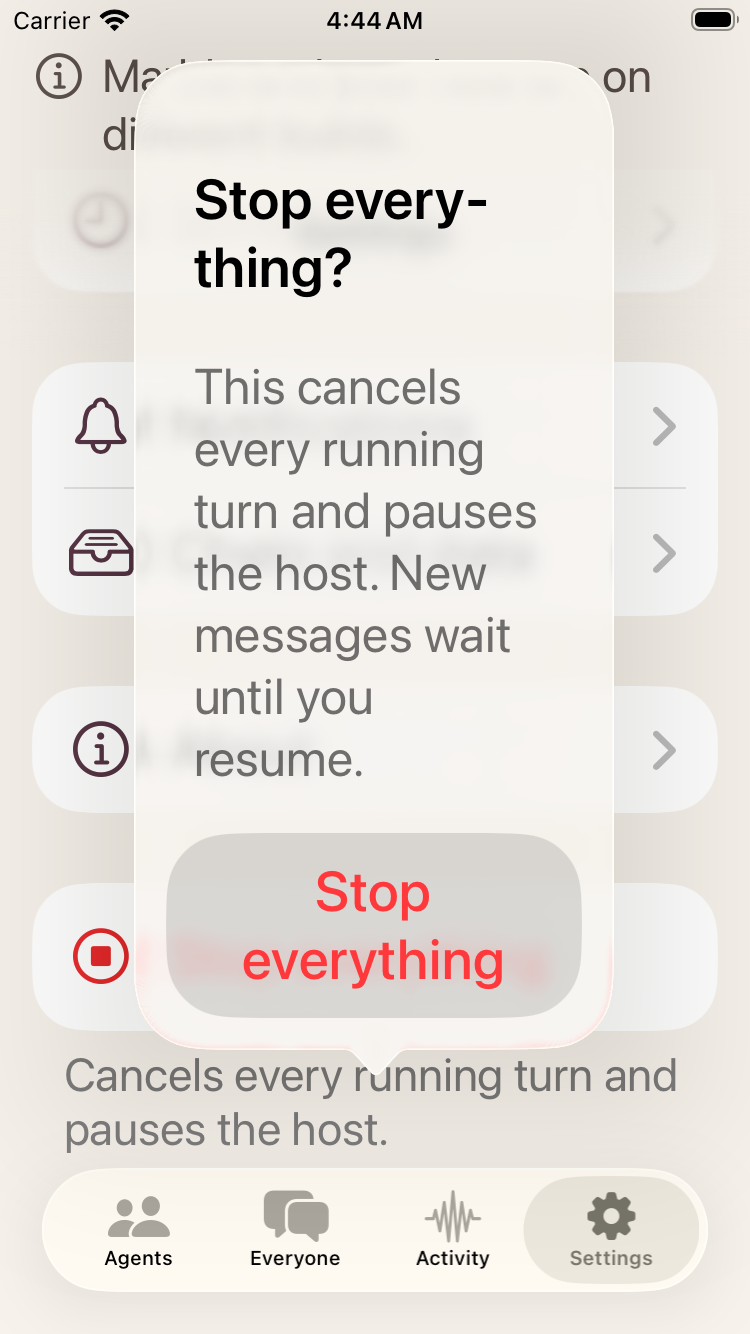 Carrier
4:44 AM
on
Stop every-
thing?
This cancels
every running
turn and pauses
the host. New
messages wait
until you
resume.
Stop
everything
Cancels every running turn and
pauses the host.
Agents
Everyone
Activity
Settings